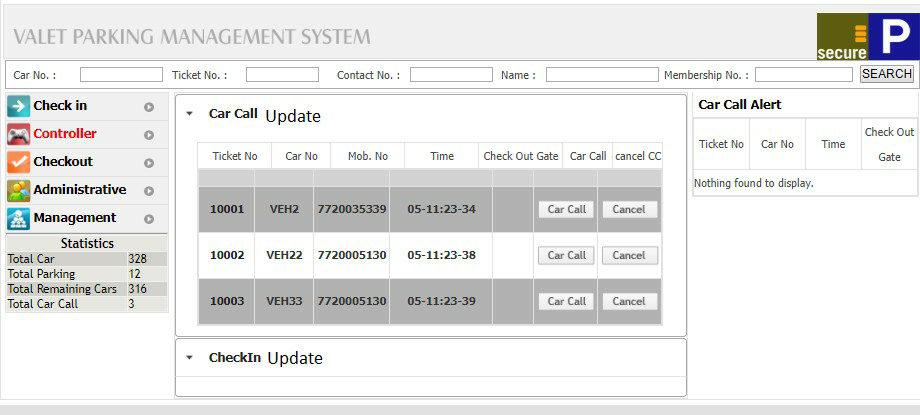 VALET PARKING MANAGEMENT SYSTEM
secure P
Car No. : Ticket No. : Contact No. : Name : Membership No. : SEARCH
Check in
Controller
Checkout
Administrative
Management
Statistics
Total Car 328
Total Parking 12
Total Remaining Cars 316
Total Car Call 3
Car Call Update
Ticket No Car No Mob. No Time Check Out Gate Car Call cancel CC
10001 VEH2 7720035339 05-11:23-34 Car Call Cancel
10002 VEH22 7720005130 05-11:23-38 Car Call Cancel
10003 VEH33 7720005130 05-11:23-39 Car Call Cancel
CheckIn Update
Car Call Alert
Ticket No Car No Time Check Out Gate
Nothing found to display.